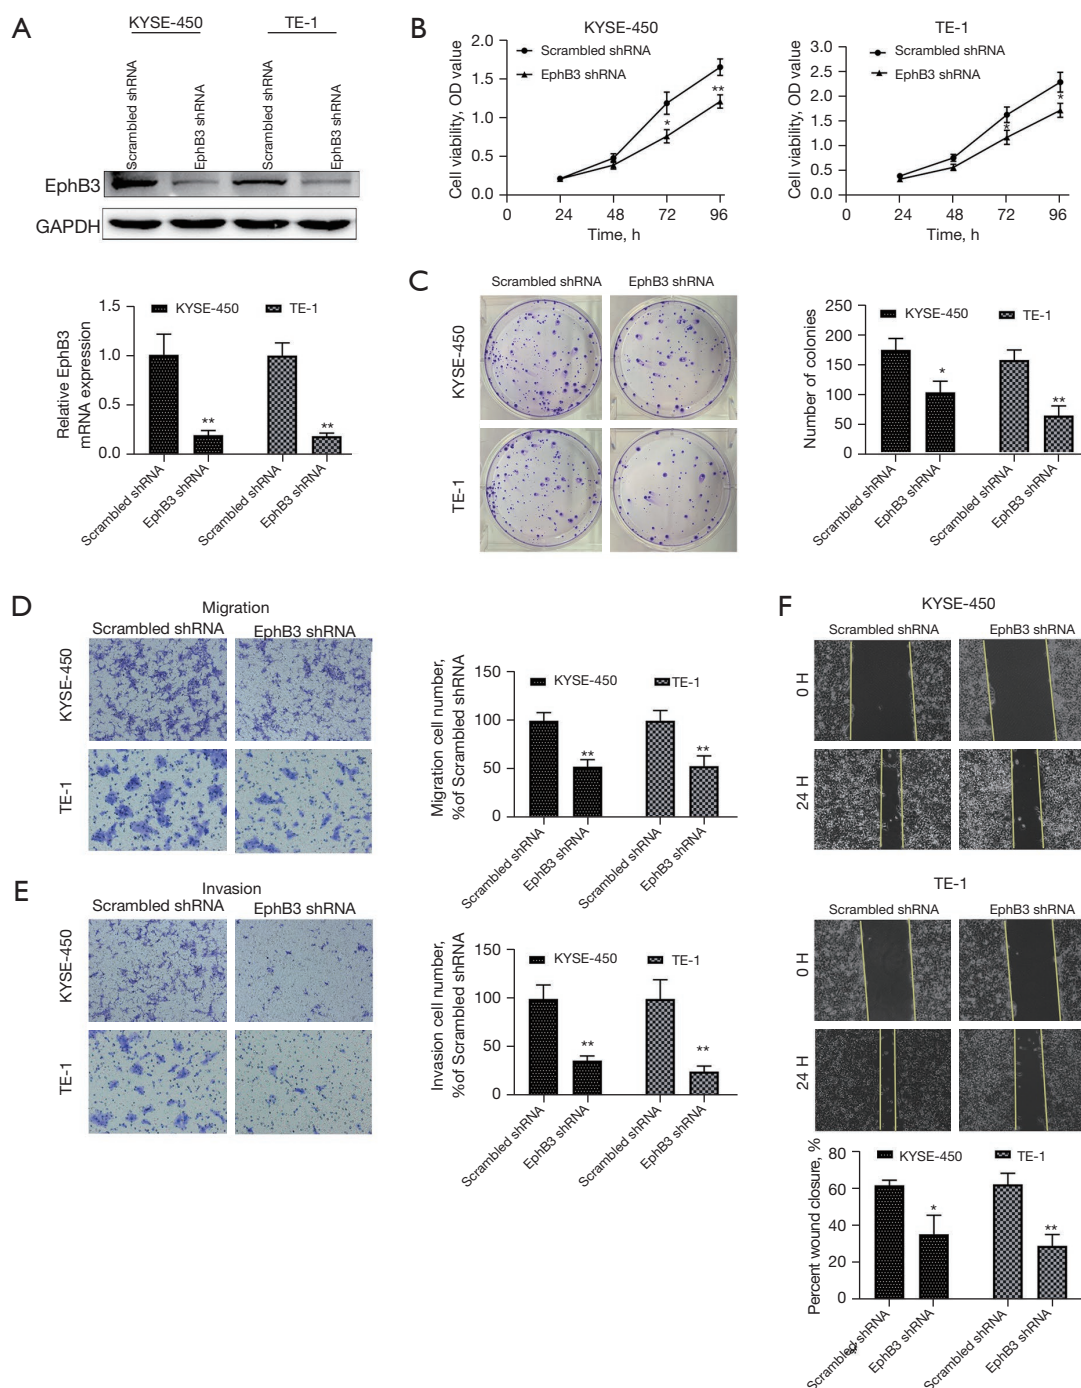 A
KYSE-450
TE-1
Scrambled shRNA
EphB3 shRNA
Scrambled shRNA
EphB3 shRNA
EphB3
GAPDH
Relative EphB3
mRNA expression
1.5
1.0
0.5
0.0
KYSE-450
TE-1
**
**
Scrambled shRNA
EphB3 shRNA
Scrambled shRNA
EphB3 shRNA
B
KYSE-450
Cell viability, OD value
2.0
1.5
1.0
0.5
0.0
Scrambled shRNA
EphB3 shRNA
*
**
0
24
48
72
96
Time, h
TE-1
Cell viability, OD value
3.0
2.5
2.0
1.5
1.0
0.5
0.0
Scrambled shRNA
EphB3 shRNA
*
*
0
24
48
72
96
Time, h
C
Scrambled shRNA
EphB3 shRNA
KYSE-450
TE-1
Number of colonies
250
200
150
100
50
0
KYSE-450
TE-1
*
**
Scrambled shRNA
EphB3 shRNA
Scrambled shRNA
EphB3 shRNA
D
Migration
Scrambled shRNA
EphB3 shRNA
KYSE-450
TE-1
Migration cell number,
%of Scrambled shRNA
150
100
50
0
KYSE-450
TE-1
**
**
Scrambled shRNA
EphB3 shRNA
Scrambled shRNA
EphB3 shRNA
E
Invasion
Scrambled shRNA
EphB3 shRNA
KYSE-450
TE-1
Invasion cell number,
%of Scrambled shRNA
150
100
50
0
KYSE-450
TE-1
**
**
Scrambled shRNA
EphB3 shRNA
Scrambled shRNA
EphB3 shRNA
F
KYSE-450
Scrambled shRNA
EphB3 shRNA
0 H
24 H
TE-1
Scrambled shRNA
EphB3 shRNA
0 H
24 H
Percent wound closure, %
80
60
40
20
0
KYSE-450
TE-1
*
**
Scrambled shRNA
EphB3 shRNA
Scrambled shRNA
EphB3 shRNA